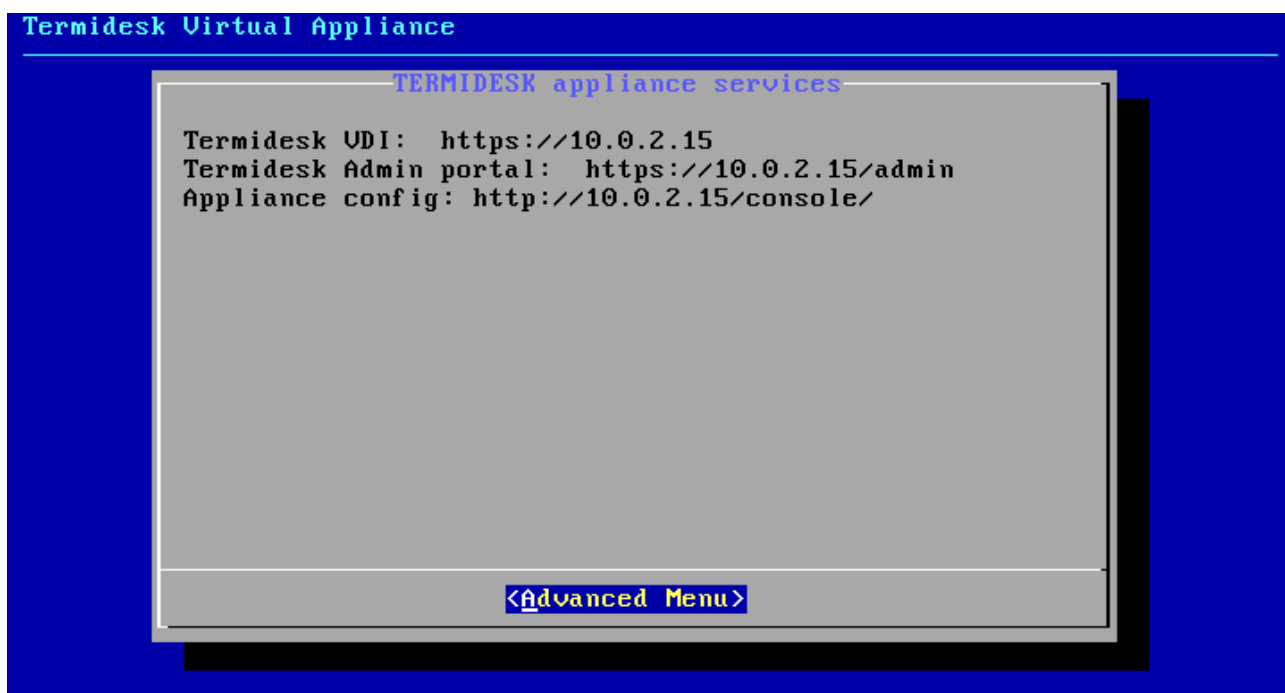 Termidesk Virtual Appliance
TERMIDESK appliance services
Termidesk VDI:  https://10.0.2.15
Termidesk Admin portal:  https://10.0.2.15/admin
Appliance config: http://10.0.2.15/console/
<Advanced Menu>